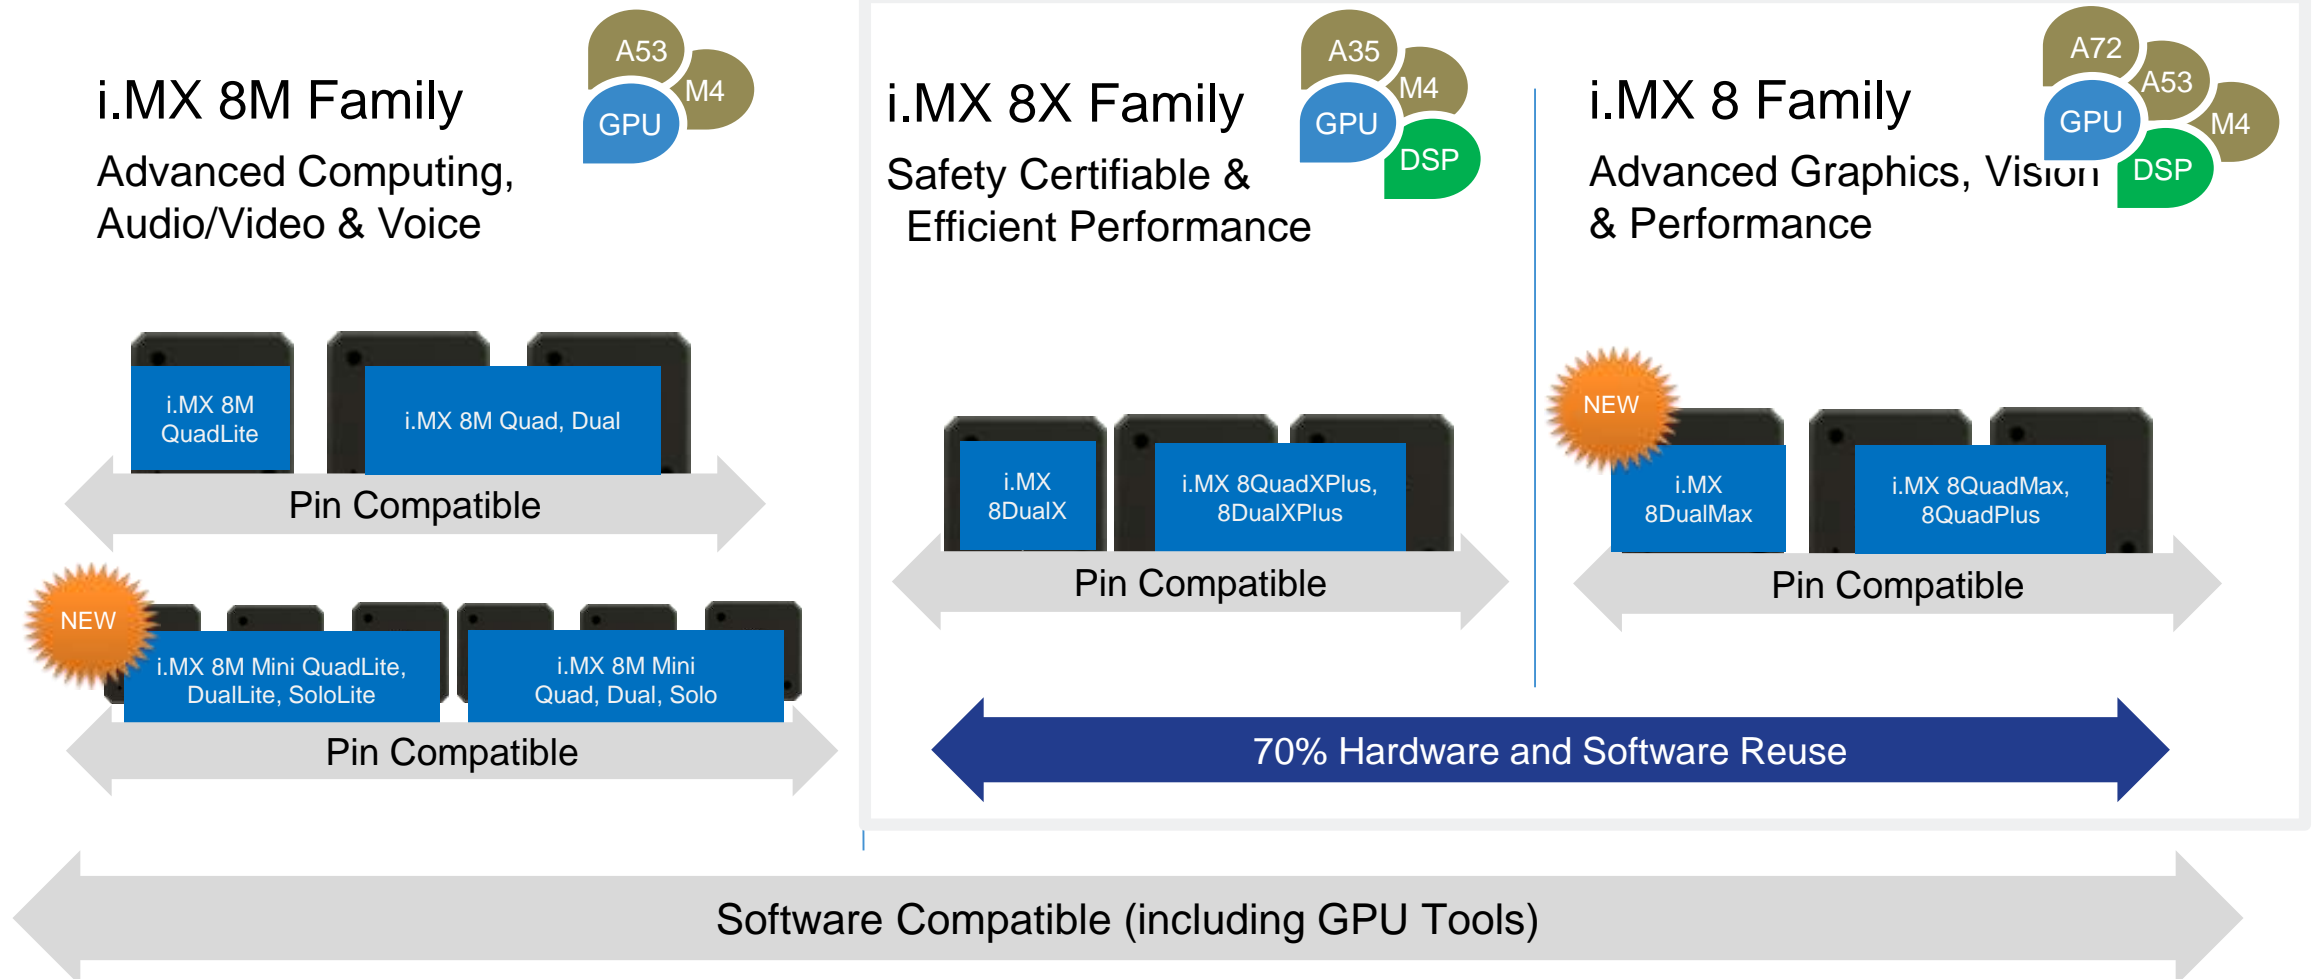 i.MX 8M Family
A53
M4
GPU
Advanced Computing,
Audio/Video & Voice
i.MX 8M
QuadLite
i.MX 8M Quad, Dual
Pin Compatible
NEW
i.MX 8M Mini QuadLite,
DualLite, SoloLite
i.MX 8M Mini
Quad, Dual, Solo
Pin Compatible
i.MX 8X Family
A35
M4
GPU
DSP
Safety Certifiable &
Efficient Performance
i.MX
8DualX
i.MX 8QuadXPlus,
8DualXPlus
Pin Compatible
i.MX 8 Family
A72
A53
GPU
M4
DSP
Advanced Graphics, Vision
& Performance
NEW
i.MX
8DualMax
i.MX 8QuadMax,
8QuadPlus
Pin Compatible
70% Hardware and Software Reuse
Software Compatible (including GPU Tools)